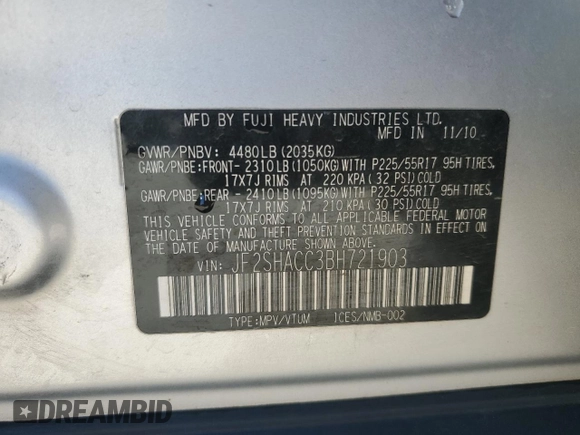 MFD BY FUJI HEAVY INDUSTRIES LTD.
MFD IN 11/10
GVWR/PNBV: 4480LB (2035KG)
GAWR/PNBE:FRONT- 2310LB(1050KG)WITH P225/55R17 95H TIRES,
17X7J RIMS AT 220 KPA( 32 PSI)COLD
GAWR/PNBE:REAR - 2410LB(1095KG)WITH P225/55R17 95H TIRES,
17X7J RIMS AT 210 KPA( 30 PSI)COLD
THIS VEHICLE CONFORMS TO ALL APPLICABLE FEDERAL MOTOR
VEHICLE SAFETY AND THEFT PREVENTION STANDARDS IN EFFECT ON
THE DATE OF MANUFACTURE SHOWN ABOVE.
VIN: JF2SHACC3BH721903
TYPE:MPV/VTUM ICES/NMB-002
DREAMBID